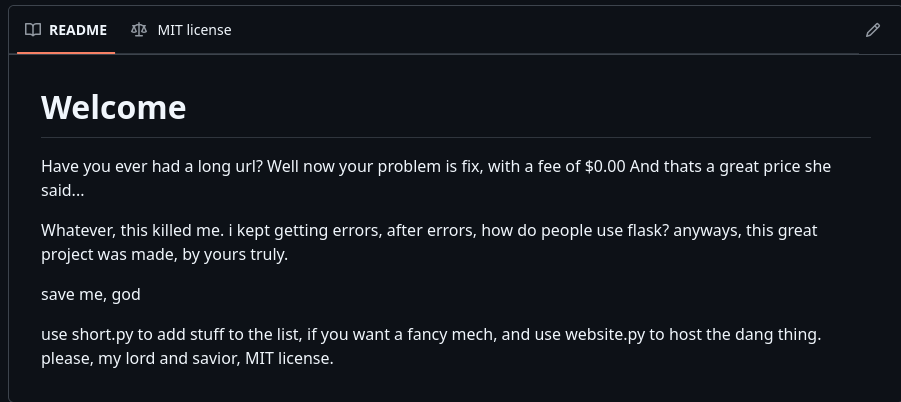 README MIT license
Welcome
Have you ever had a long url? Well now your problem is fix, with a fee of $0.00 And thats a great price she
said...
Whatever, this killed me. i kept getting errors, after errors, how do people use flask? anyways, this great
project was made, by yours truly.
save me, god
use short.py to add stuff to the list, if you want a fancy mech, and use website.py to host the dang thing.
please, my lord and savior, MIT license.